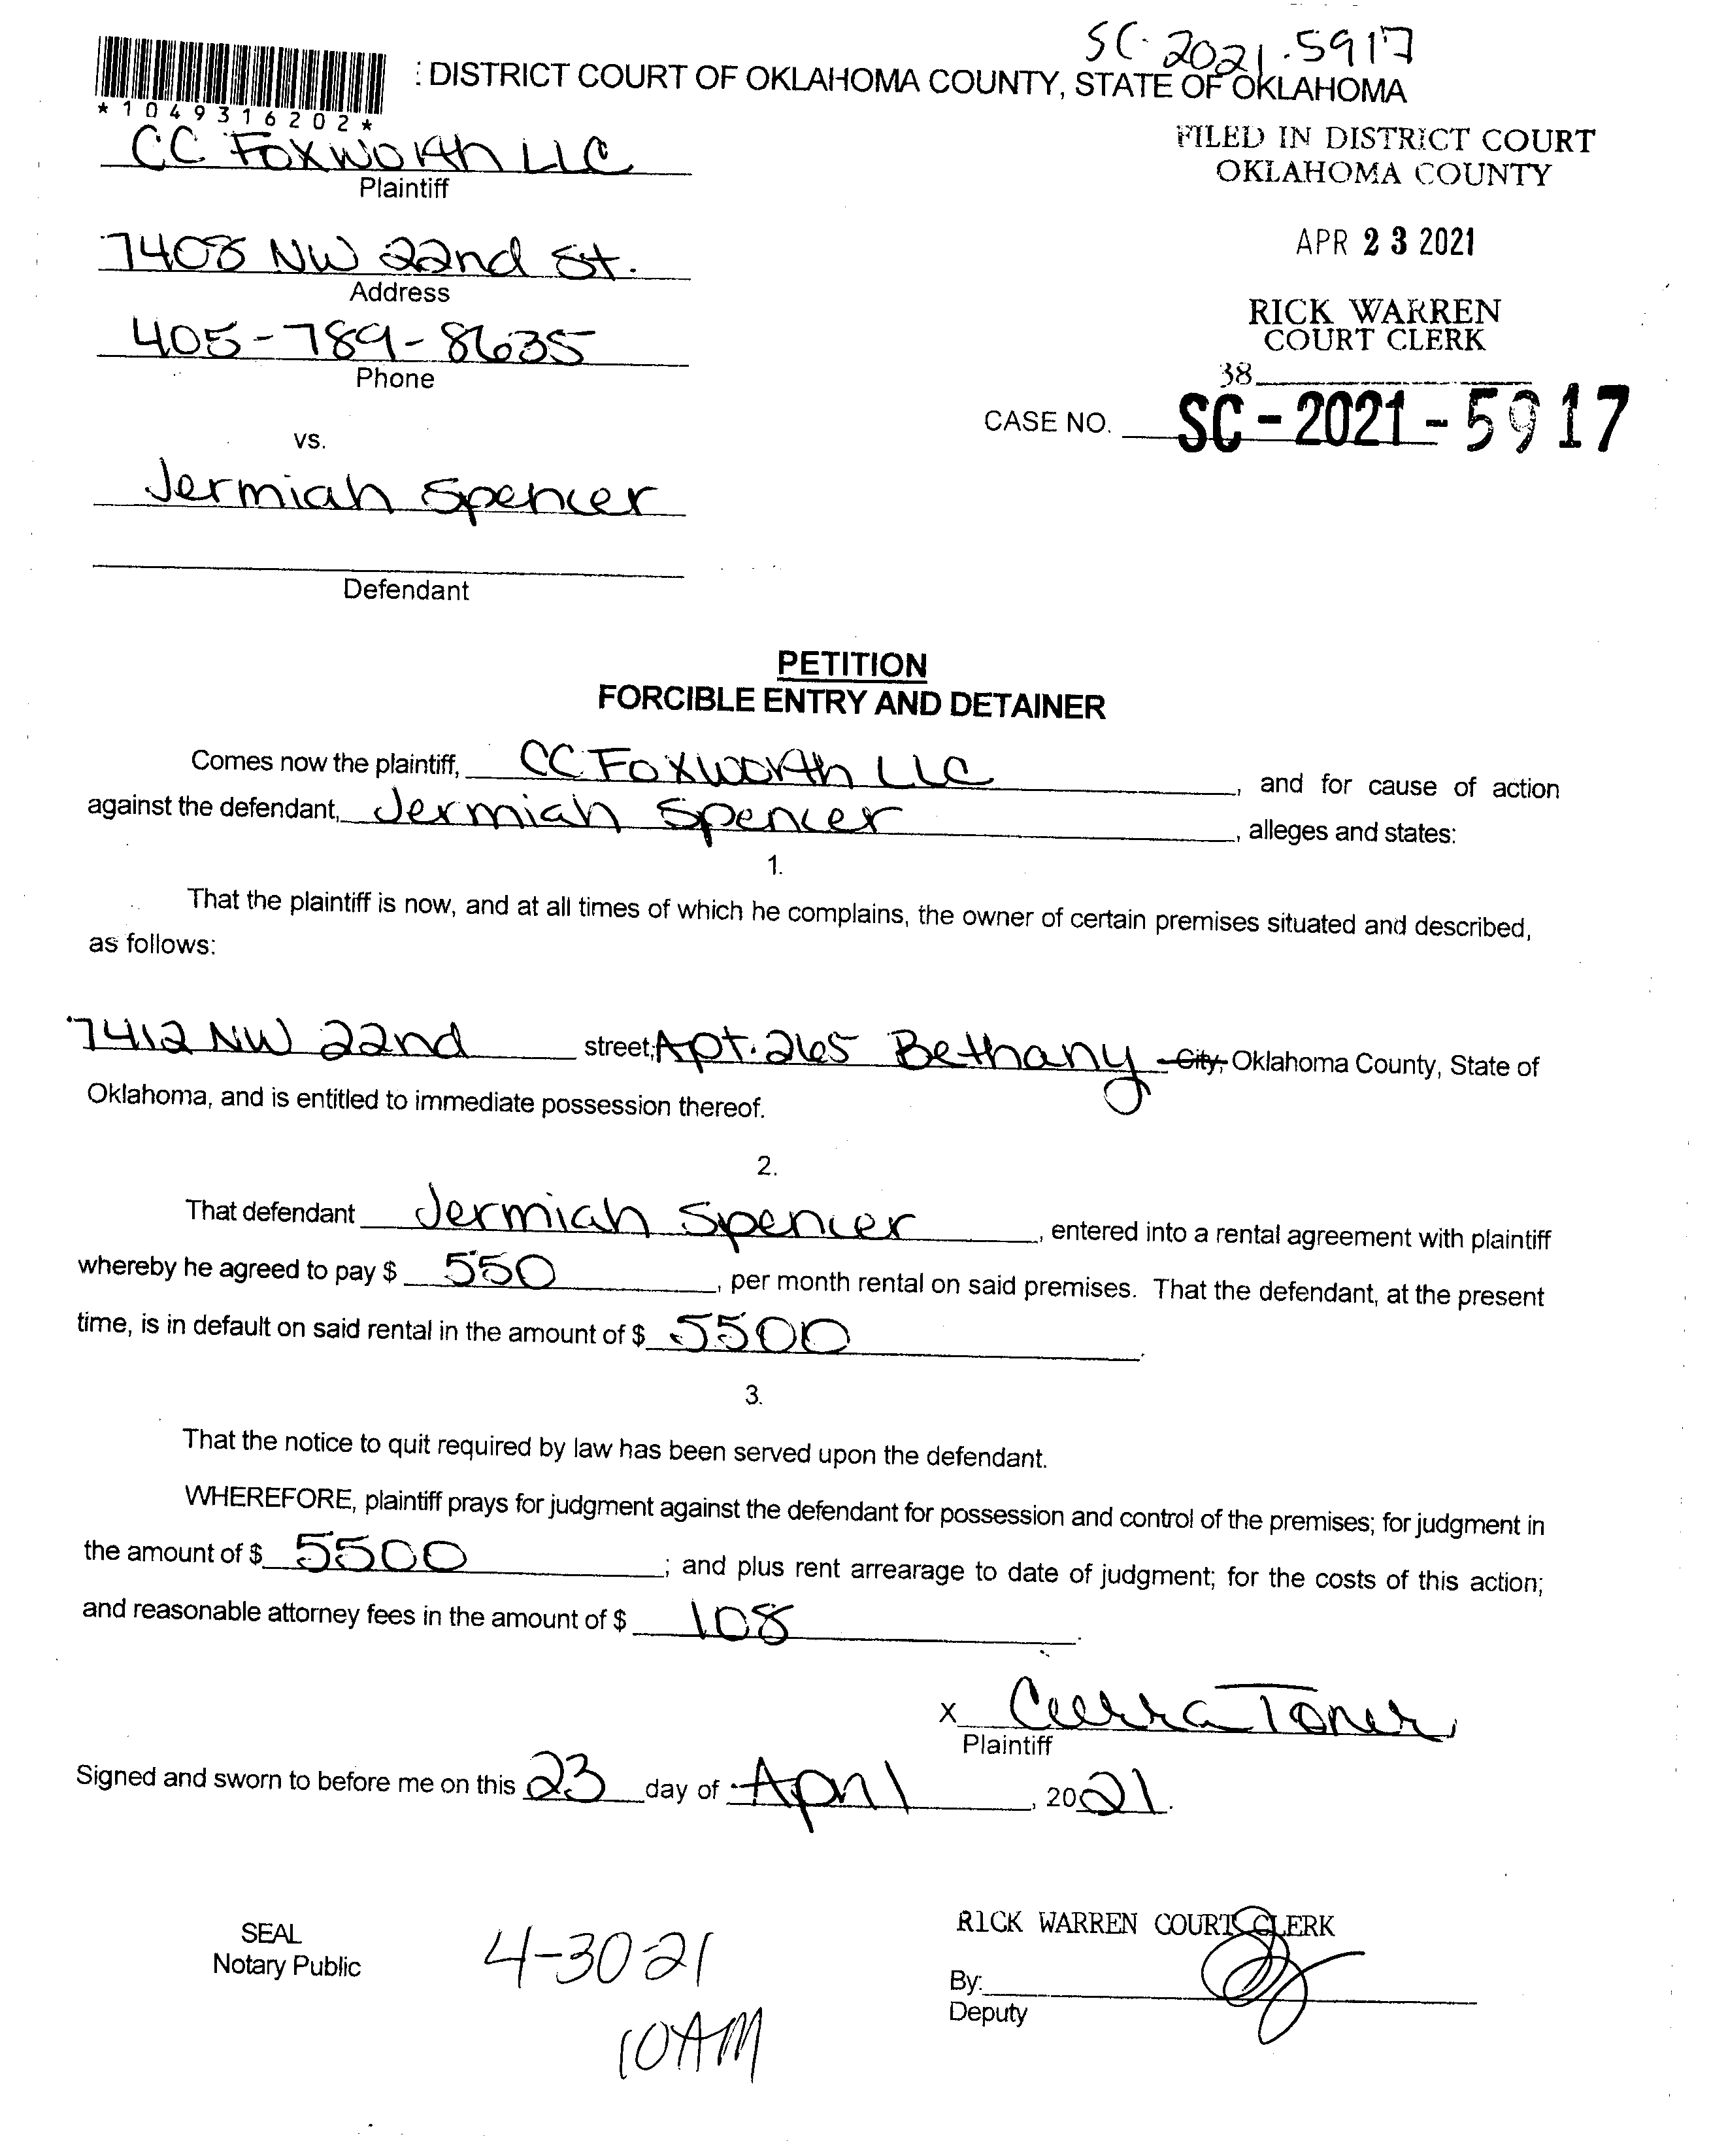 SC-2021-5917
: DISTRICT COURT OF OKLAHOMA COUNTY, STATE OF OKLAHOMA
*1049316202*
FILED IN DISTRICT COURT
OKLAHOMA COUNTY
CC Foxworth LLC
Plaintiff
7408 NW 22nd St.
Address
APR 23 2021
405-789-8635
Phone
RICK WARREN
COURT CLERK
38
CASE NO. SC-2021-5917
vs.
Jermiah Spencer
Defendant
PETITION
FORCIBLE ENTRY AND DETAINER
Comes now the plaintiff, CC Foxworth LLC, and for cause of action
against the defendant, Jermiah Spencer, alleges and states:
1.
That the plaintiff is now, and at all times of which he complains, the owner of certain premises situated and described,
as follows:
7412 NW 22nd street, Apt. 265 Bethany City, Oklahoma County, State of
Oklahoma, and is entitled to immediate possession thereof.
2.
That defendant Jermiah Spencer, entered into a rental agreement with plaintiff
whereby he agreed to pay $ 550, per month rental on said premises. That the defendant, at the present
time, is in default on said rental in the amount of $ 5500.
3.
That the notice to quit required by law has been served upon the defendant.
WHEREFORE, plaintiff prays for judgment against the defendant for possession and control of the premises; for judgment in
the amount of $ 5500; and plus rent arrearage to date of judgment; for the costs of this action;
and reasonable attorney fees in the amount of $ 108.
X Cierra Toner
Plaintiff
Signed and sworn to before me on this 23 day of April, 2021.
SEAL
Notary Public
4-30-21
10AM
RICK WARREN COURT CLERK
By:
Deputy